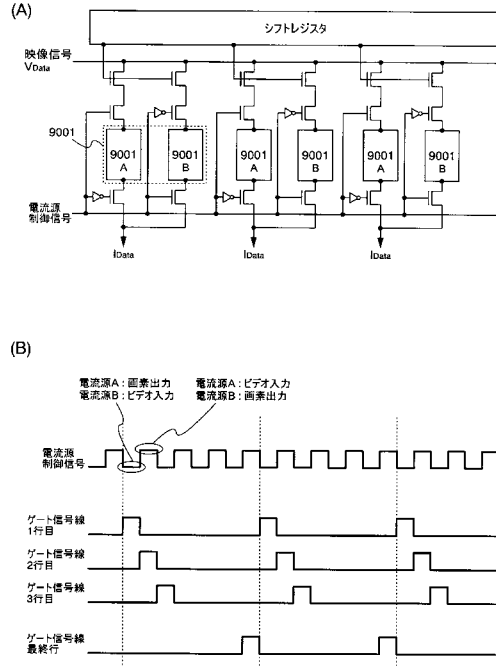 (A)
シフトレジスタ
映像信号
VData
9001
9001
A
9001
B
9001
A
9001
B
9001
A
9001
B
電流源
制御信号
IData
IData
IData
(B)
電流源A：画素出力
電流源B：ビデオ入力
電流源A：ビデオ入力
電流源B：画素出力
電流源
制御信号
ゲート信号線
1行目
ゲート信号線
2行目
ゲート信号線
3行目
ゲート信号線
最終行